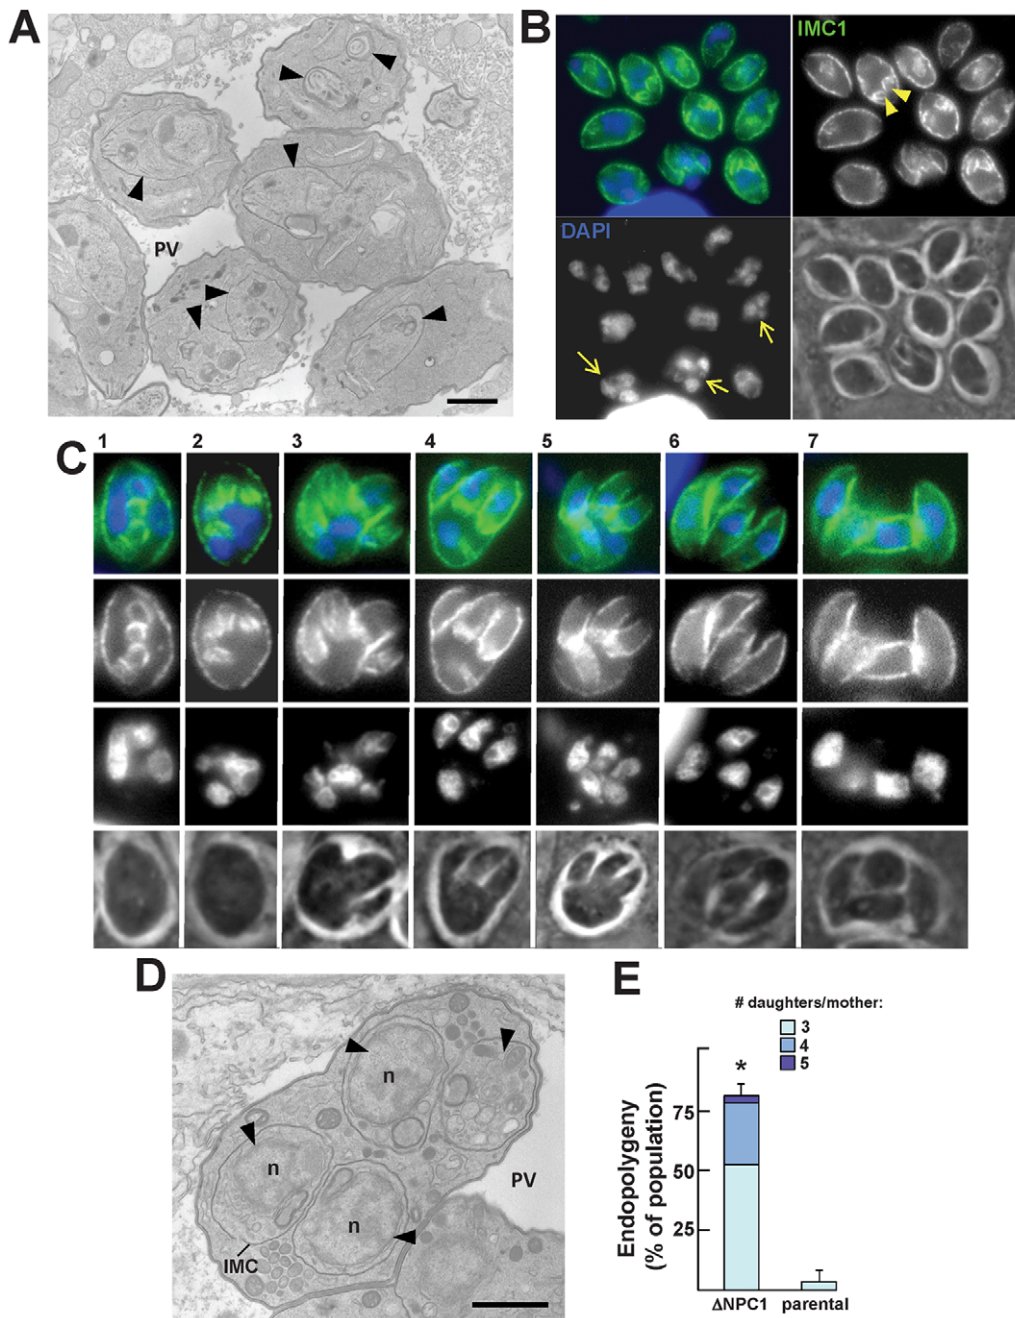 A
PV
B
IMC1
DAPI
C
1 2 3 4 5 6 7
D
n
n
n
IMC
PV
E
# daughters/mother:
3
4
5
Endopolygeny
(% of population)
75
50
25
*
ΔNPC1 parental